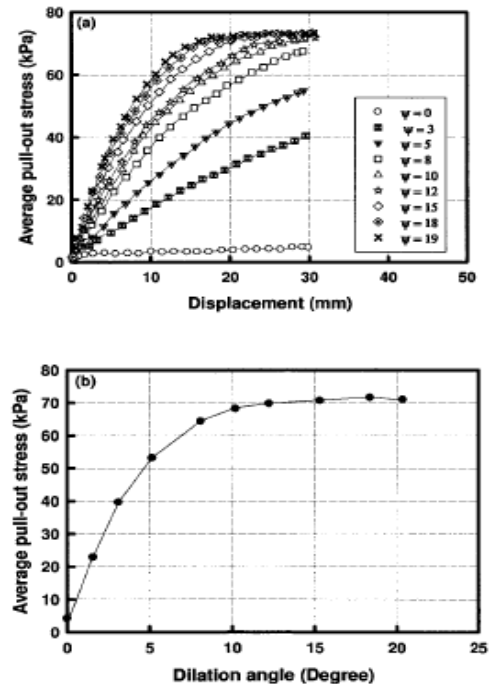 (a)
Average pull-out stress (kPa)
80
60
40
20
0
0 10 20 30 40 50
Displacement (mm)
ψ = 0
ψ = 3
ψ = 5
ψ = 8
ψ = 10
ψ = 12
ψ = 15
ψ = 18
ψ = 19
(b)
Average pull-out stress (kPa)
80
70
60
50
40
30
20
10
0
0 5 10 15 20 25
Dilation angle (Degree)